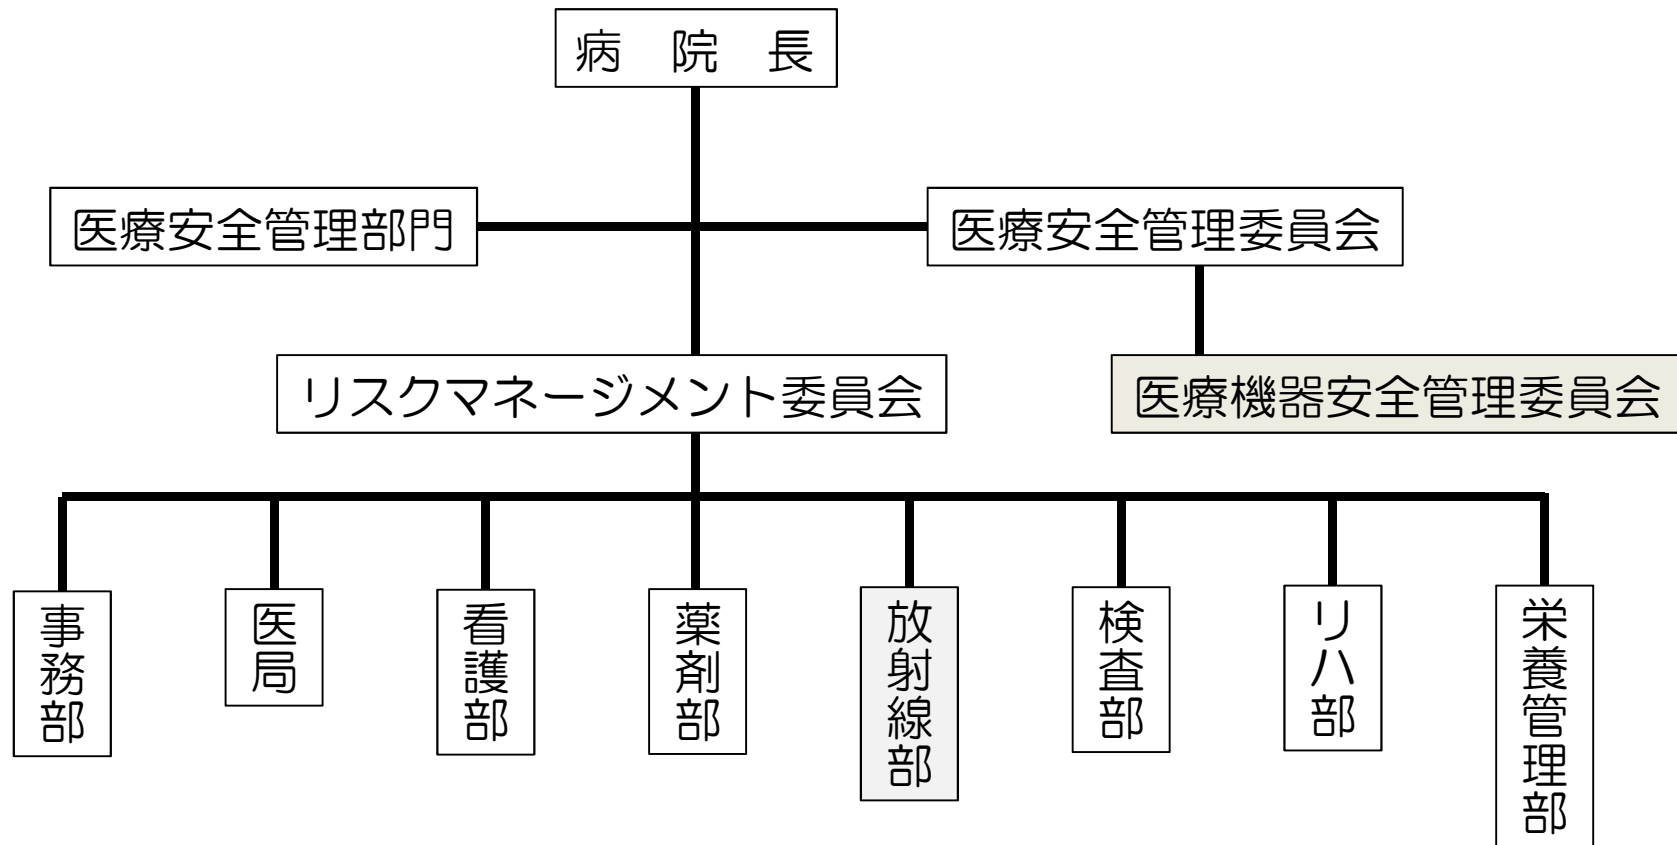 病　院　長
医療安全管理部門
医療安全管理委員会
リスクマネージメント委員会
医療機器安全管理委員会
事務部
医局
看護部
薬剤部
放射線部
検査部
リハ部
栄養管理部